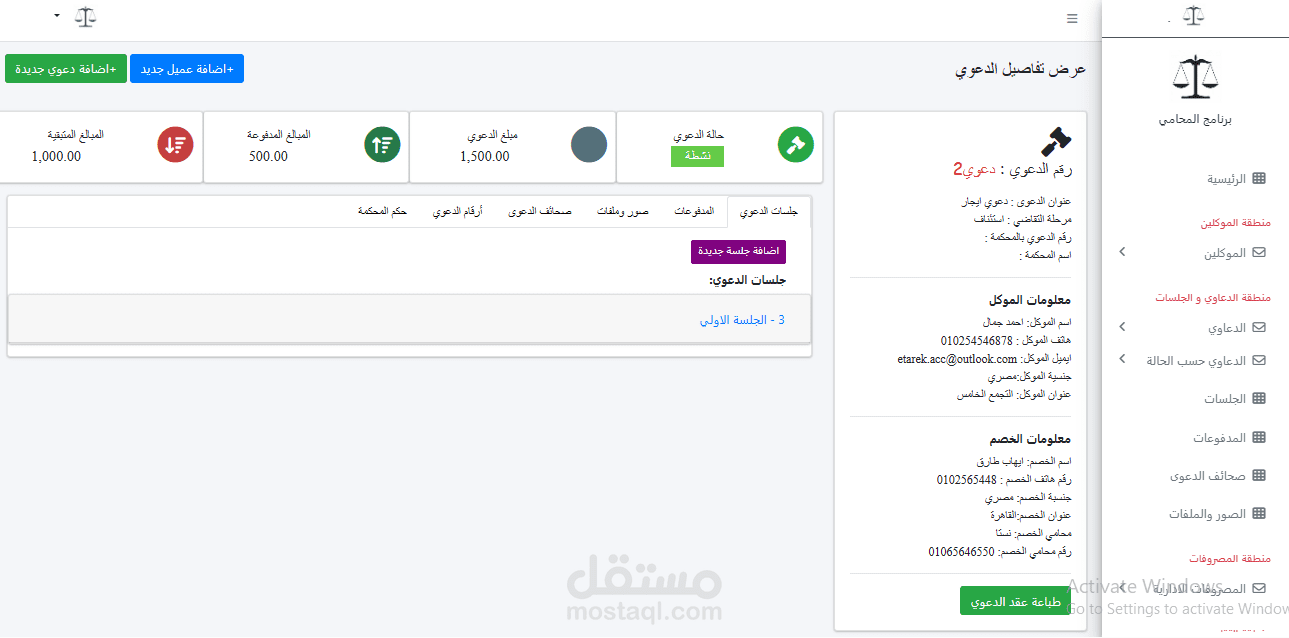 برنامج المحامي
الرئيسية
منطقة الموكلين
الموكلين
منطقة الدعاوي و الجلسات
الدعاوي
الدعاوي حسب الحالة
الجلسات
المدفوعات
صحائف الدعوى
الصور والملفات
منطقة المصروفات
المصروفات الادارية
عرض تفاصيل الدعوي
+اضافة عميل جديد
+اضافة دعوي جديدة
رقم الدعوي : دعوي2
عنوان الدعوى : دعوي ايجار
مرحلة التقاضي : استئناف
رقم الدعوي بالمحكمة :
اسم المحكمة :
معلومات الموكل
اسم الموكل: احمد جمال
هاتف الموكل : 010254546878
ايميل الموكل: etarek.acc@outlook.com
جنسية الموكل:مصري
عنوان الموكل: التجمع الخامس
معلومات الخصم
اسم الخصم: ايهاب طارق
رقم هاتف الخصم : 0102565448
جنسية الخصم: مصري
عنوان الخصم:القاهرة
محامي الخصم: نستا
رقم محامي الخصم: 01065646550
طباعة عقد الدعوي
حالة الدعوي
نشطة
مبلغ الدعوي
1,500.00
المبالغ المدفوعة
500.00
المبالغ المتبقية
1,000.00
جلسات الدعوي
المدفوعات
صور وملفات
صحائف الدعوى
أرقام الدعوي
حكم المحكمة
اضافة جلسة جديدة
جلسات الدعوي:
3 - الجلسة الاولي
مستقل
mostaql.com
Activate Windows
Go to Settings to activate Window